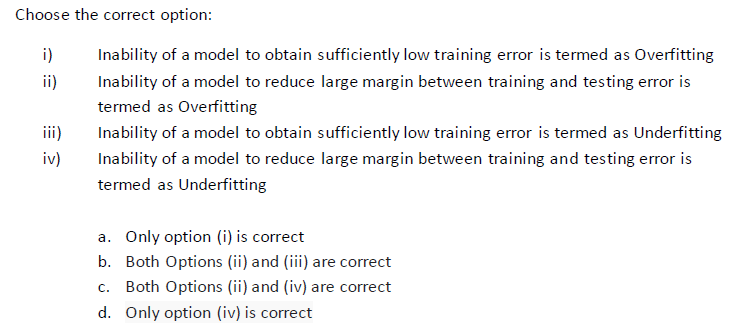 Choose the correct option:
i) Inability of a model to obtain sufficiently low training error is termed as Overfitting
ii) Inability of a model to reduce large margin between training and testing error is
termed as Overfitting
iii) Inability of a model to obtain sufficiently low training error is termed as Underfitting
iv) Inability of a model to reduce large margin between training and testing error is
termed as Underfitting
a. Only option (i) is correct
b. Both Options (ii) and (iii) are correct
c. Both Options (ii) and (iv) are correct
d. Only option (iv) is correct